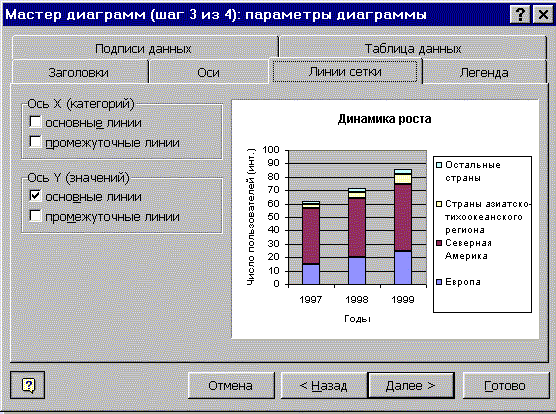 Мастер диаграмм (шаг 3 из 4): параметры диаграммы
Подписи данных
Таблица данных
Заголовки
Оси
Линии сетки
Легенда
Ось X (категорий)
основные линии
промежуточные линии
Ось Y (значений)
основные линии
промежуточные линии
Динамика роста
Число пользователей (инт.)
100
90
80
70
60
50
40
30
20
10
0
1997
1998
1999
Годы
Остальные
страны
Страны азиатско-
тихоокеанского
региона
Северная
Америка
Европа
Отмена
< Назад
Далее >
Готово